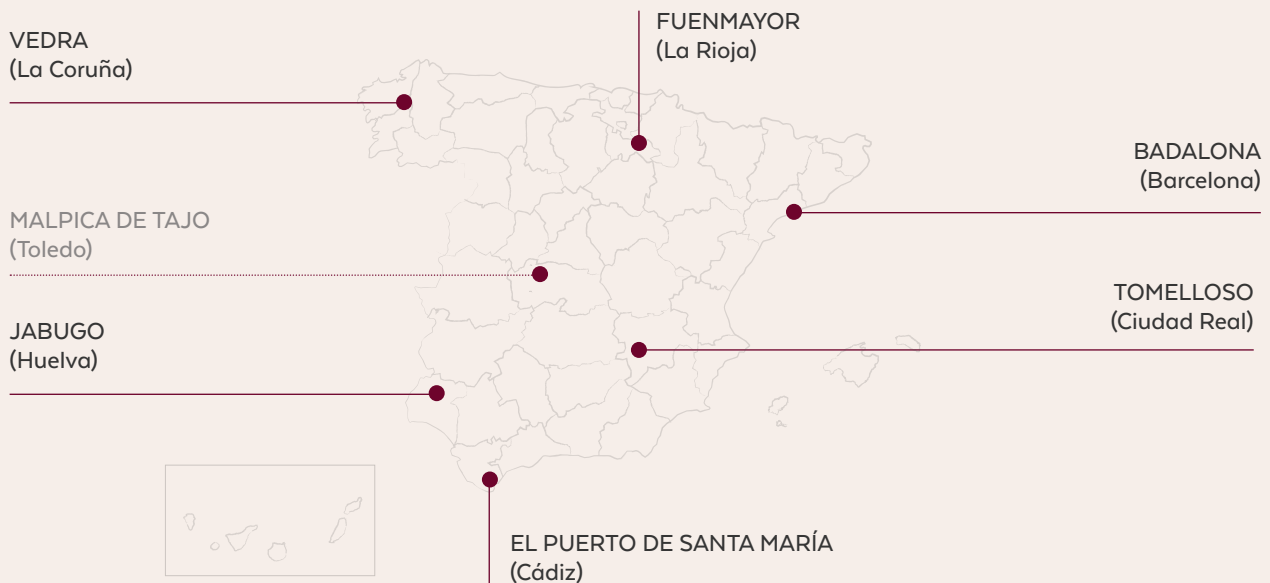 FUENMAYOR
(La Rioja)
VEDRA
(La Coruña)
BADALONA
(Barcelona)
MALPICA DE TAJO
(Toledo)
TOMELLOSO
(Ciudad Real)
JABUGO
(Huelva)
EL PUERTO DE SANTA MARÍA
(Cádiz)